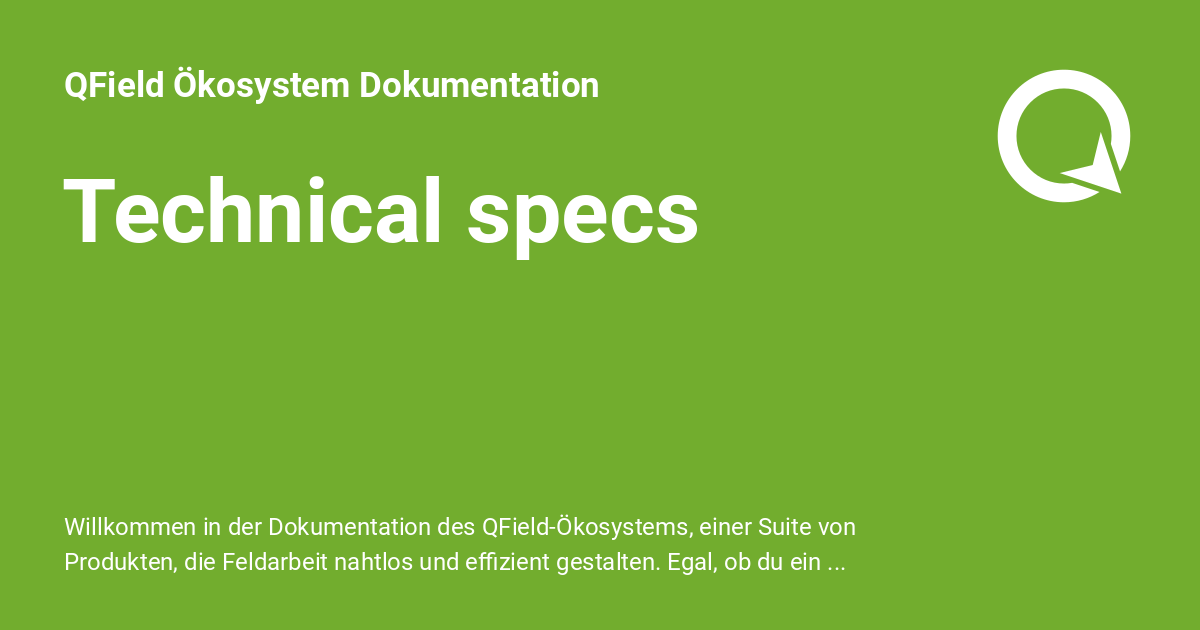 QField Ökosystem Dokumentation
Technical specs
Willkommen in der Dokumentation des QField-Ökosystems, einer Suite von
Produkten, die Feldarbeit nahtlos und effizient gestalten. Egal, ob du ein ...